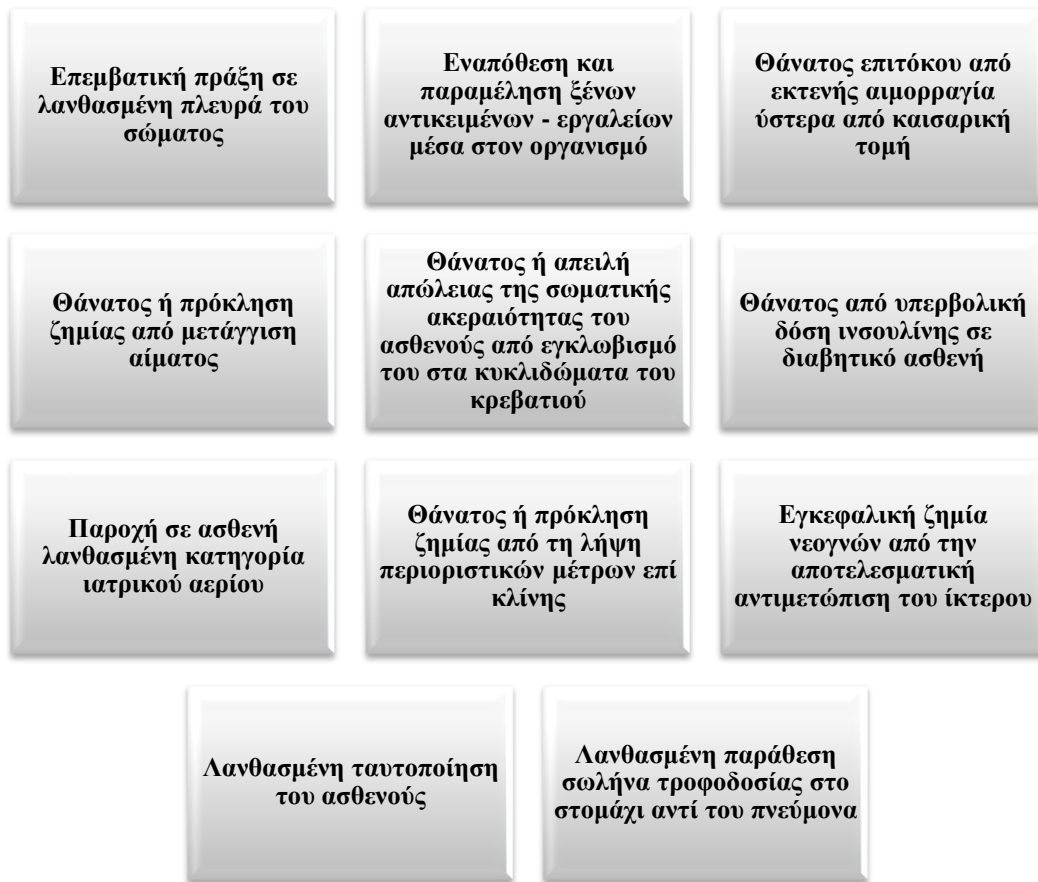 Επεμβατική πράξη σε
λανθασμένη πλευρά του
σώματος
Εναπόθεση και
παραμέληση ξένων
αντικειμένων - εργαλείων
μέσα στον οργανισμό
Θάνατος επιτόκου από
εκτενής αιμορραγία
ύστερα από καισαρική
τομή
Θάνατος ή πρόκληση
ζημίας από μετάγγιση
αίματος
Θάνατος ή απειλή
απώλειας της σωματικής
ακεραιότητας του
ασθενούς από εγκλωβισμό
του στα κυκλιδώματα του
κρεβατιού
Θάνατος από υπερβολική
δόση ινσουλίνης σε
διαβητικό ασθενή
Παροχή σε ασθενή
λανθασμένη κατηγορία
ιατρικού αερίου
Θάνατος ή πρόκληση
ζημίας από τη λήψη
περιοριστικών μέτρων επί
κλίνης
Εγκεφαλική ζημία
νεογνών από την
αποτελεσματική
αντιμετώπιση του ίκτερου
Λανθασμένη ταυτοποίηση
του ασθενούς
Λανθασμένη παράθεση
σωλήνα τροφοδοσίας στο
στομάχι αντί του πνεύμονα